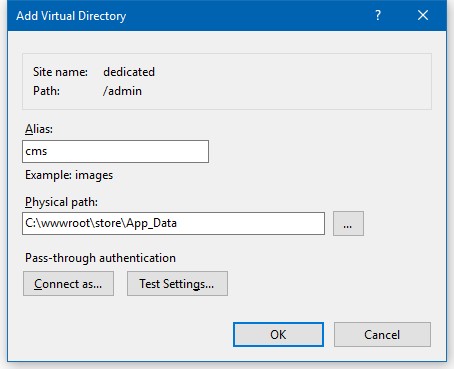 Add Virtual Directory
?
Site name: dedicated
Path: /admin
Alias:
cms
Example: images
Physical path:
C:\wwwroot\store\App_Data
...
Pass-through authentication
Connect as... Test Settings...
OK Cancel